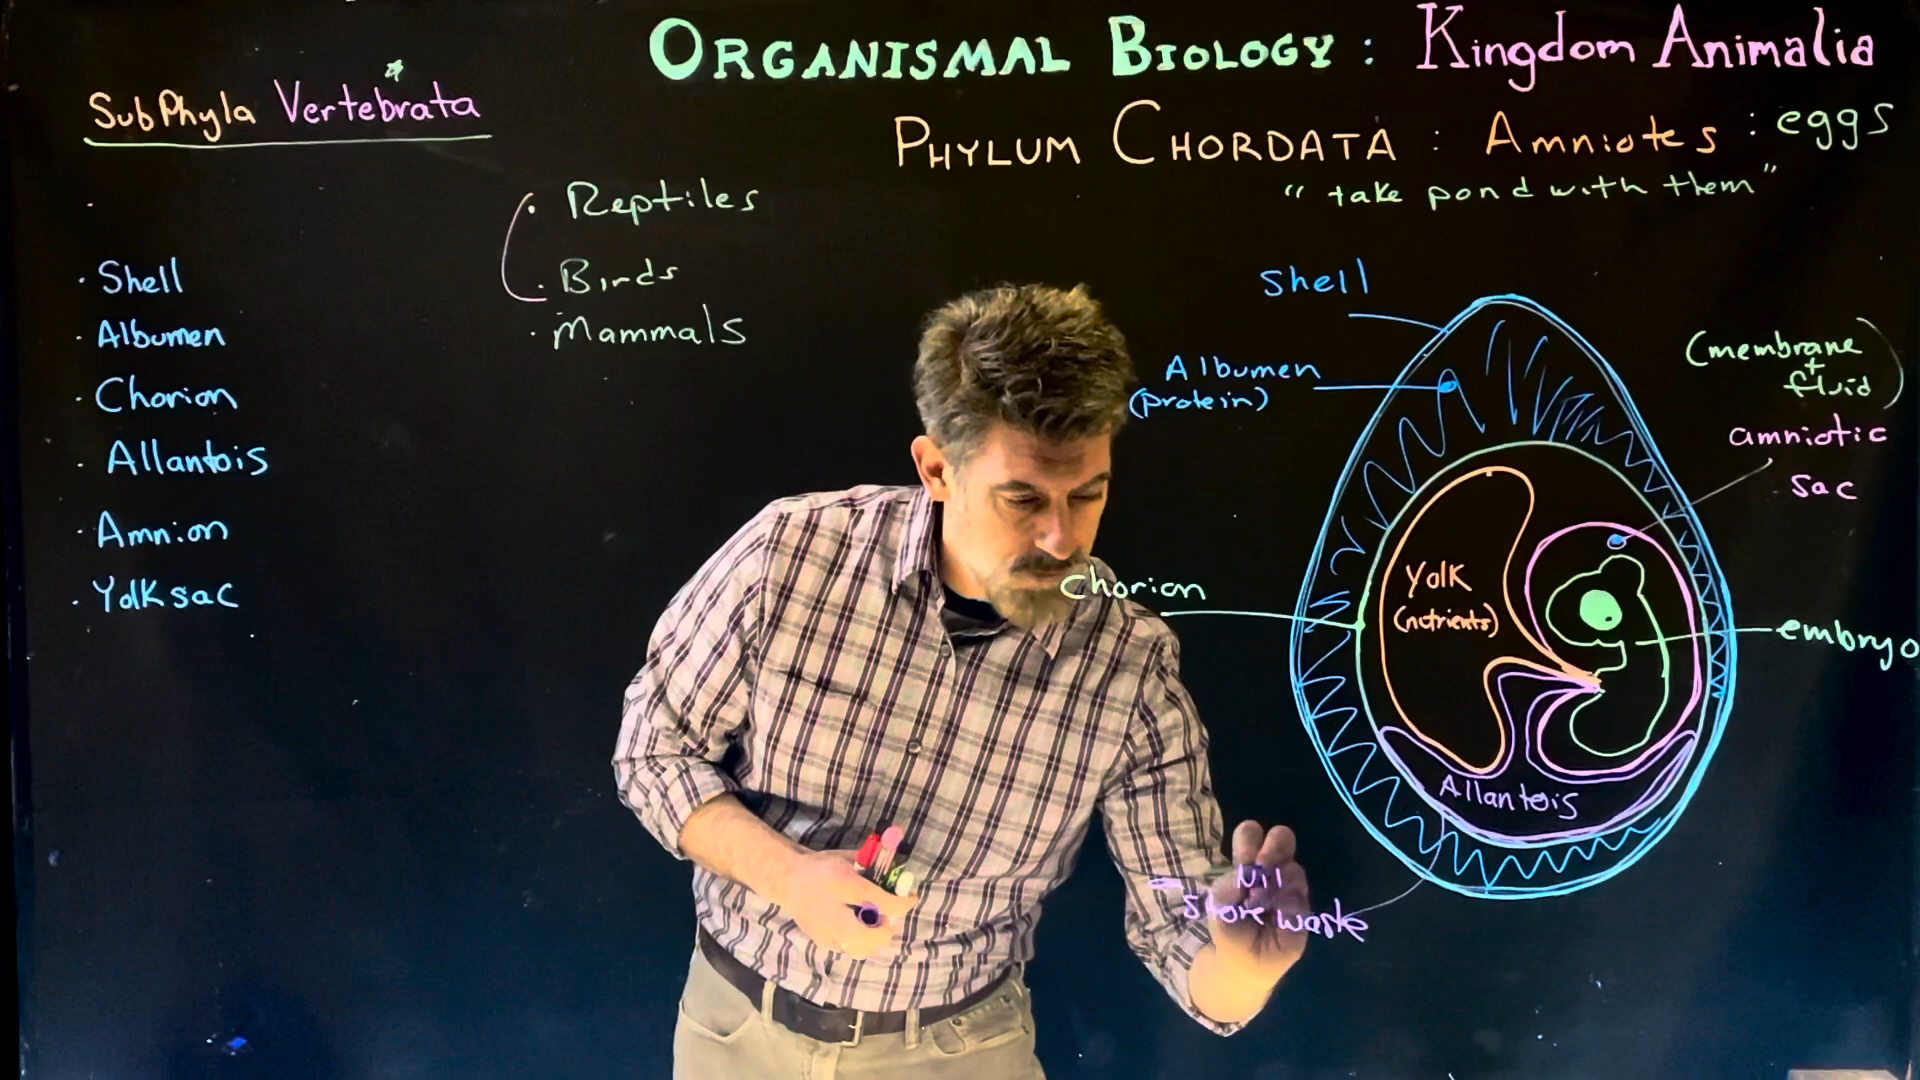 ORGANISMAL BIOLOGY : Kingdom Animalia
SubPhyla Vertebrata
PHYLUM CHORDATA : Amniotes : eggs
"take pond with them"
· Reptiles
· Birds
· Mammals
· Shell
· Albumen
· Chorion
· Allantois
· Amnion
· Yolk sac
Shell
Albumen
(protein)
(membrane
+
fluid)
amniotic
sac
Chorion
Yolk
(nutrients)
embryo
Allantois
store waste